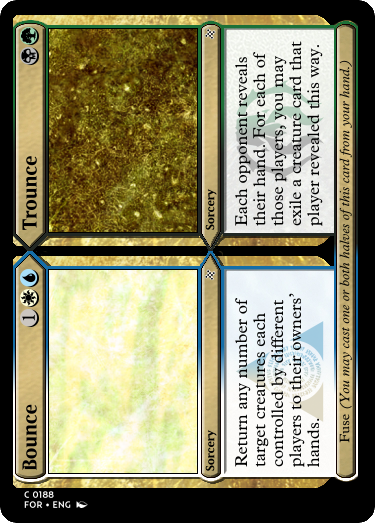 Bounce
1
Sorcery
Return any number of
target creatures each
controlled by different
players to their owners'
hands.
Trounce
Sorcery
Each opponent reveals
their hand. For each of
those players, you may
exile a creature card that
player revealed this way.
Fuse (You may cast one or both halves of this card from your hand.)
C 0188
FOR • ENG